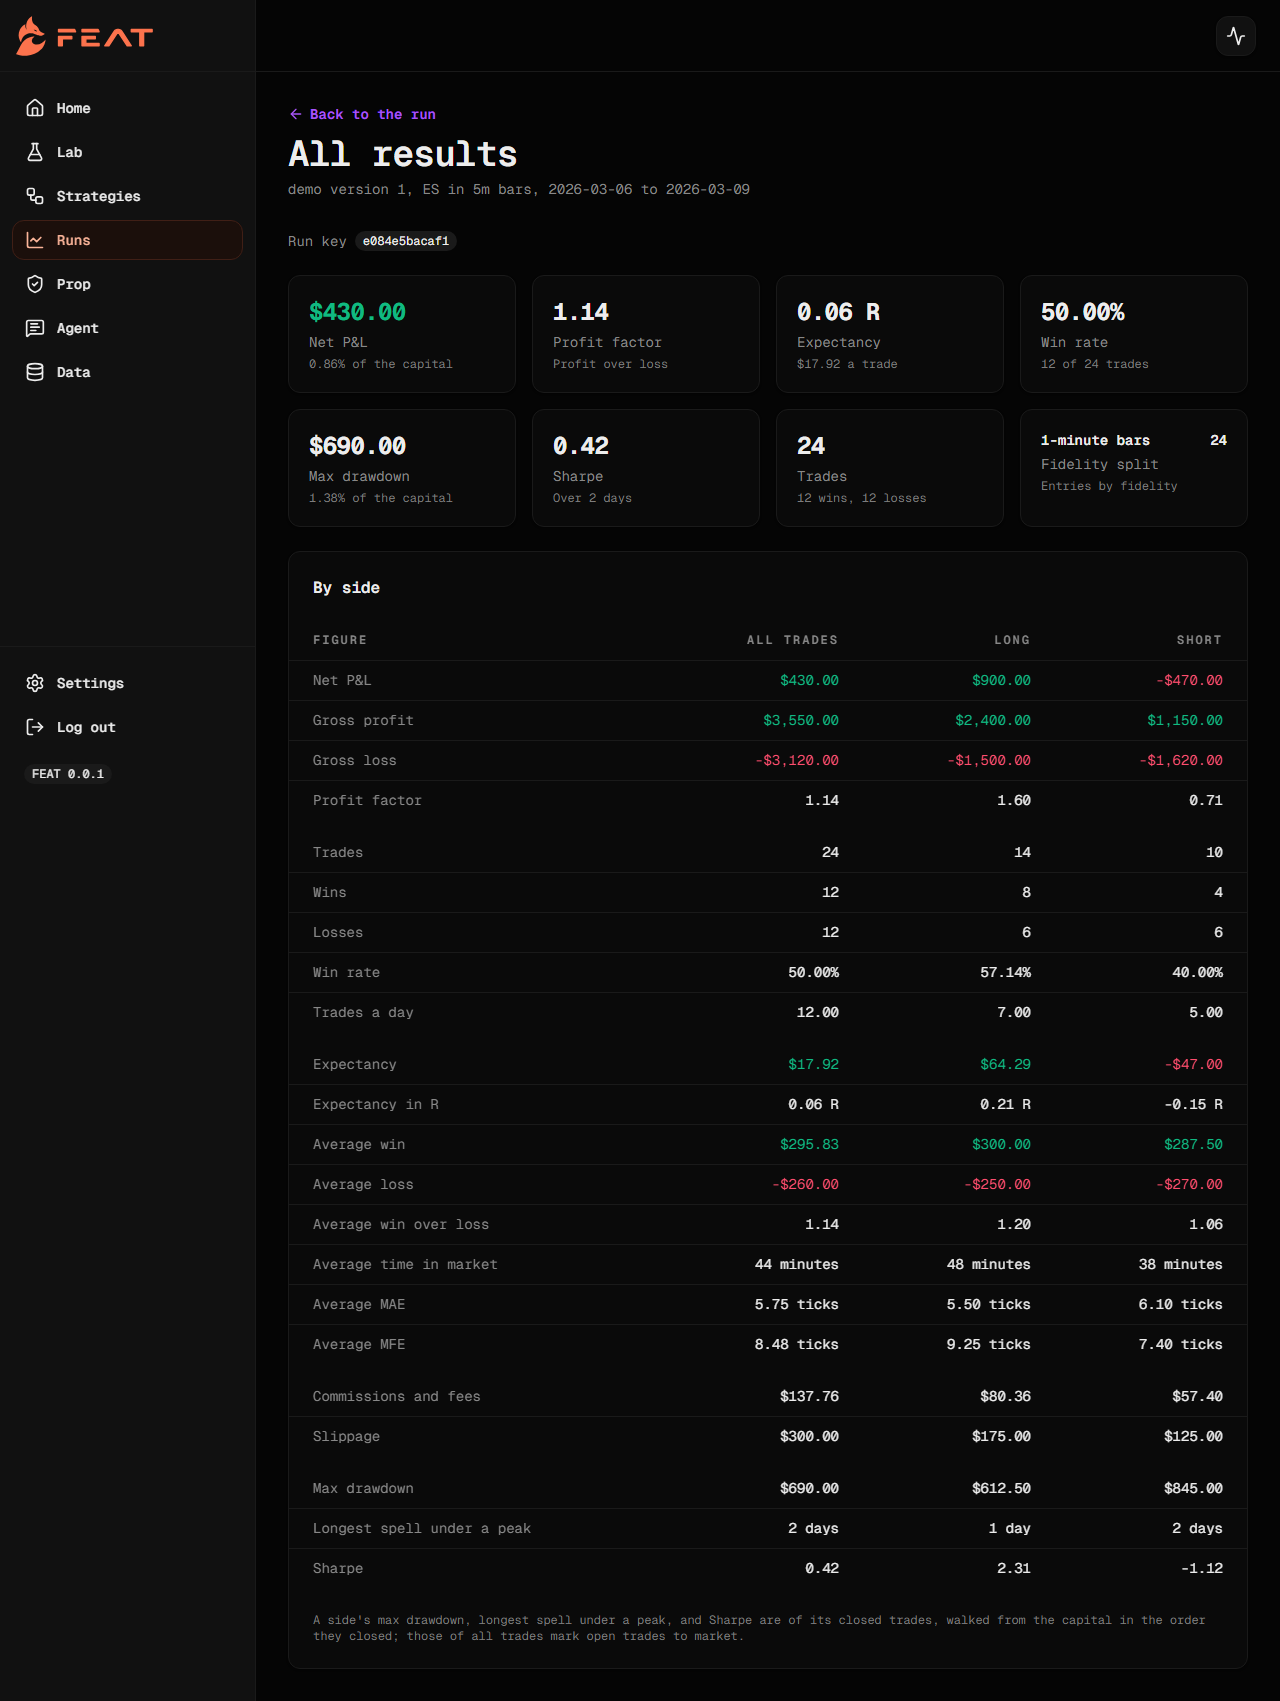 FEAT
Home
Lab
Strategies
Runs
Prop
Agent
Data
Settings
Log out
FEAT 0.0.1
Back to the run
All results
demo version 1, ES in 5m bars, 2026-03-06 to 2026-03-09
Run key e084e5bacaf1
$430.00
Net P&L
0.86% of the capital
1.14
Profit factor
Profit over loss
0.06 R
Expectancy
$17.92 a trade
50.00%
Win rate
12 of 24 trades
$690.00
Max drawdown
1.38% of the capital
0.42
Sharpe
Over 2 days
24
Trades
12 wins, 12 losses
1-minute bars 24
Fidelity split
Entries by fidelity
By side
FIGURE ALL TRADES LONG SHORT
Net P&L $430.00 $900.00 -$470.00
Gross profit $3,550.00 $2,400.00 $1,150.00
Gross loss -$3,120.00 -$1,500.00 -$1,620.00
Profit factor 1.14 1.60 0.71
Trades 24 14 10
Wins 12 8 4
Losses 12 6 6
Win rate 50.00% 57.14% 40.00%
Trades a day 12.00 7.00 5.00
Expectancy $17.92 $64.29 -$47.00
Expectancy in R 0.06 R 0.21 R -0.15 R
Average win $295.83 $300.00 $287.50
Average loss -$260.00 -$250.00 -$270.00
Average win over loss 1.14 1.20 1.06
Average time in market 44 minutes 48 minutes 38 minutes
Average MAE 5.75 ticks 5.50 ticks 6.10 ticks
Average MFE 8.48 ticks 9.25 ticks 7.40 ticks
Commissions and fees $137.76 $80.36 $57.40
Slippage $300.00 $175.00 $125.00
Max drawdown $690.00 $612.50 $845.00
Longest spell under a peak 2 days 1 day 2 days
Sharpe 0.42 2.31 -1.12
A side's max drawdown, longest spell under a peak, and Sharpe are of its closed trades, walked from the capital in the order
they closed; those of all trades mark open trades to market.